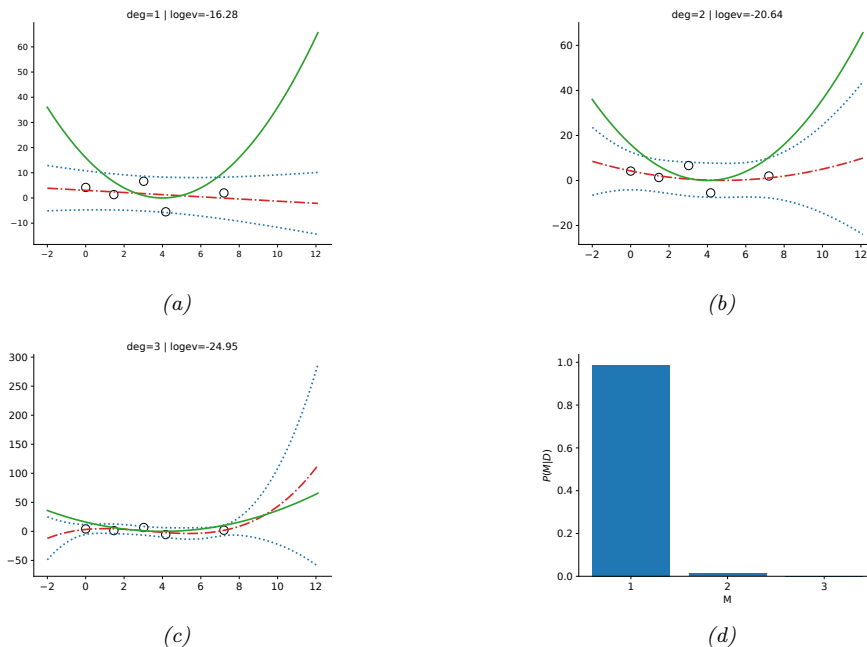 deg=1 | logev=-16.28
60
50
40
30
20
10
0
−10
−2 0 2 4 6 8 10 12
(a)
deg=2 | logev=-20.64
60
40
20
0
−20
−2 0 2 4 6 8 10 12
(b)
deg=3 | logev=-24.95
300
250
200
150
100
50
0
−50
−2 0 2 4 6 8 10 12
(c)
1.0
0.8
0.6
0.4
0.2
0.0
P(M|D)
1 2 3
M
(d)